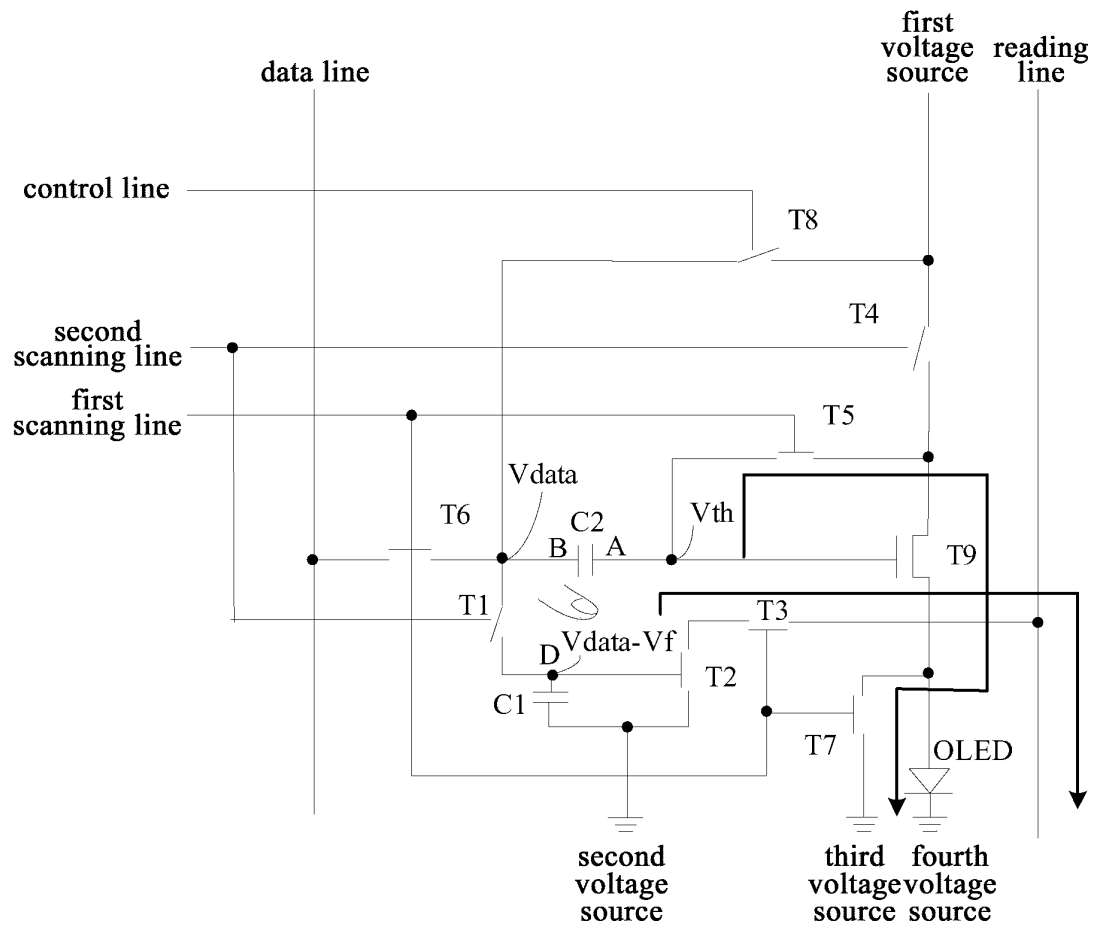 first
voltage
source
reading
line
data line
control line
T8
T4
second
scanning line
first
scanning line
T5
Vdata
T6
C2
Vth
B
A
T9
T1
T3
Vdata-Vf
D
T2
C1
T7
OLED
second
voltage
source
third
voltage
source
fourth
voltage
source